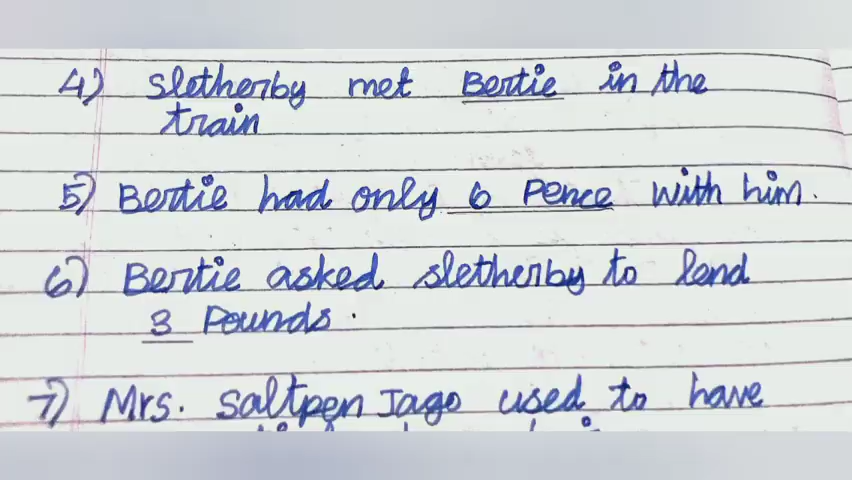 4) Sletherby met Bertie in the
train
5) Bertie had only 6 Pence with him.
6) Bertie asked sletherby to lend
3 Pounds.
7) Mrs. Saltpen Jago used to have